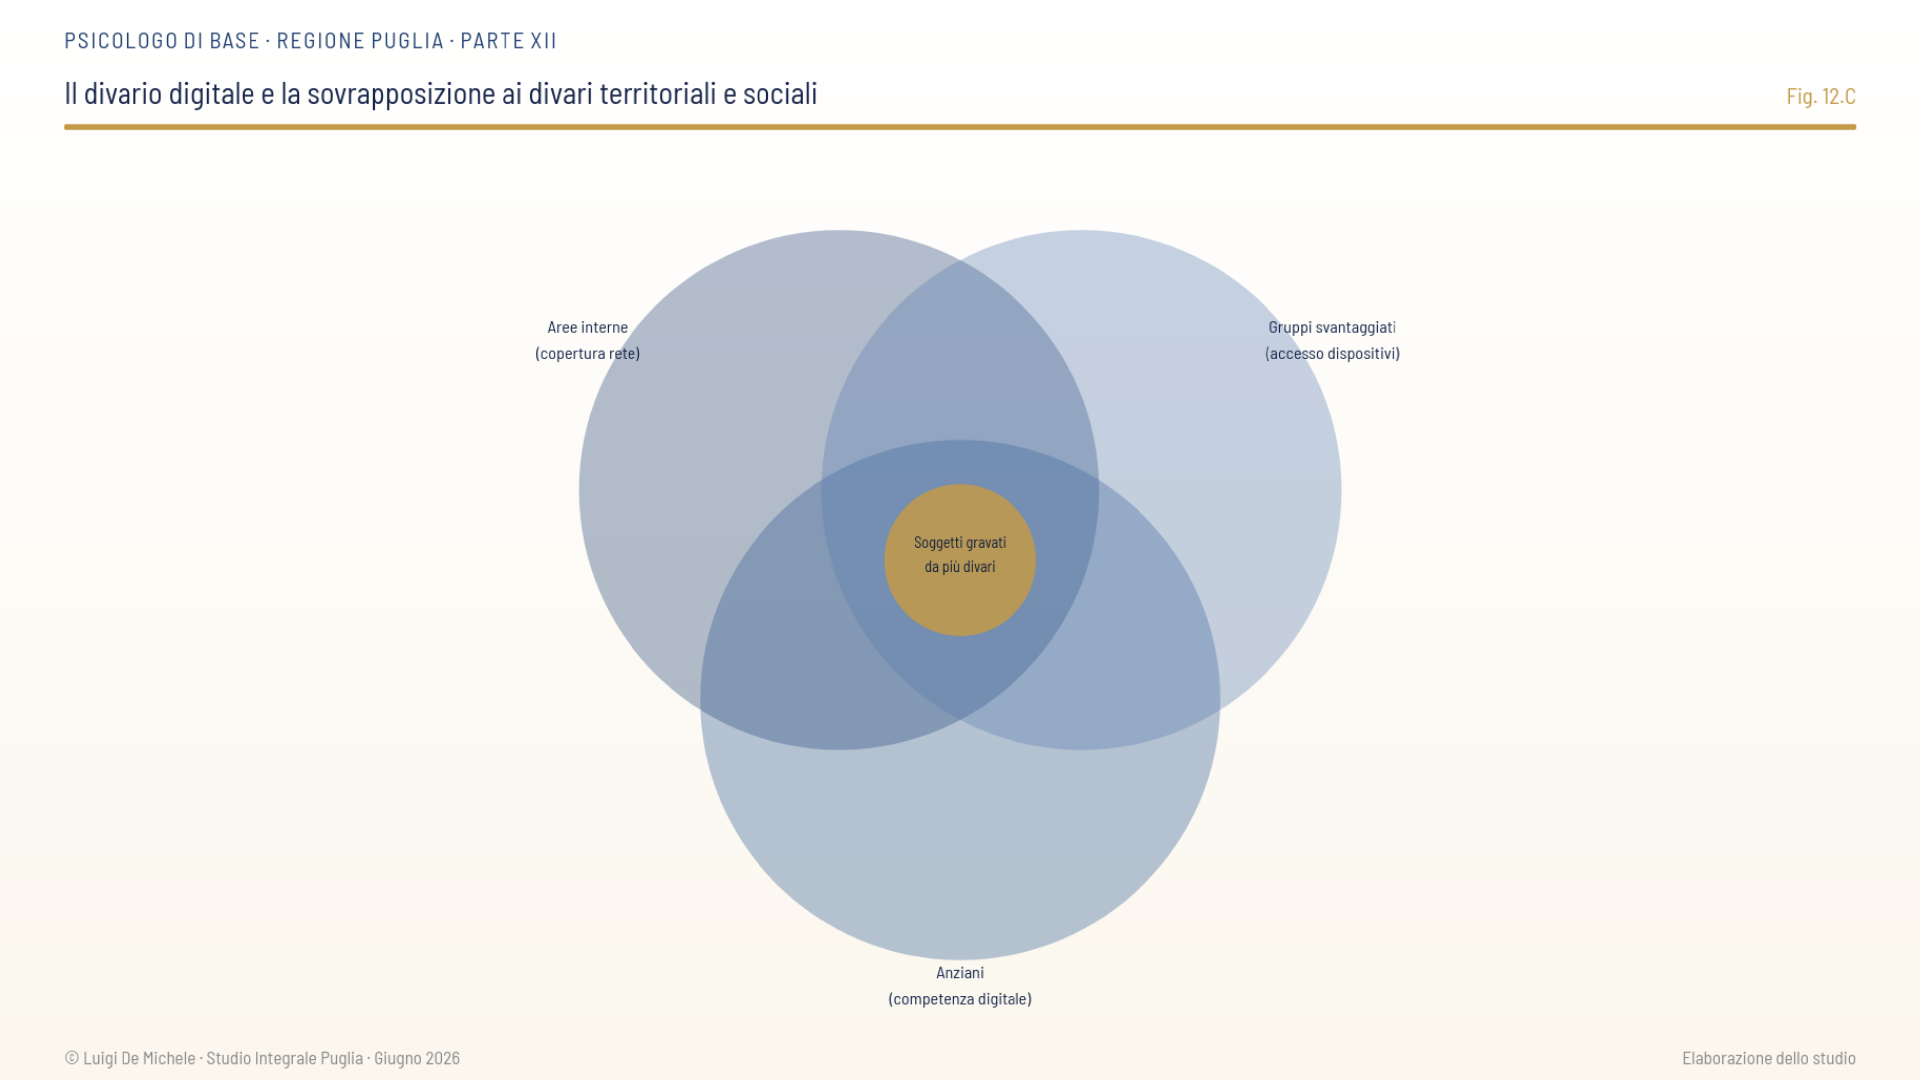 PSICOLOGO DI BASE · REGIONE PUGLIA · PARTE XII
Il divario digitale e la sovrapposizione ai divari territoriali e sociali
Fig. 12.C
Aree interne
(copertura rete)
Gruppi svantaggiati
(accesso dispositivi)
Soggetti gravati
da più divari
Anziani
(competenza digitale)
© Luigi De Michele · Studio Integrale Puglia · Giugno 2026
Elaborazione dello studio